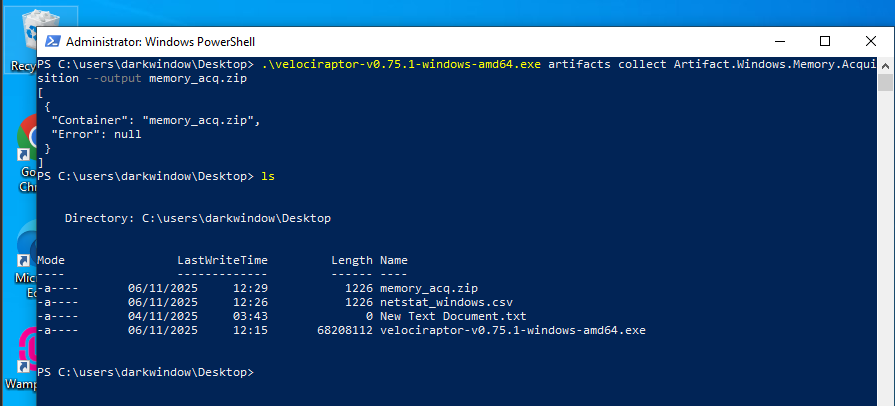 Administrator: Windows PowerShell
Recy
PS C:\users\darkwindow\Desktop> .\velociraptor-v0.75.1-windows-amd64.exe artifacts collect Artifact.Windows.Memory.Acqui
sition --output memory_acq.zip
[
 {
  "Container": "memory_acq.zip",
  "Error": null
 }
]
Go
Chr
PS C:\users\darkwindow\Desktop> ls
    Directory: C:\users\darkwindow\Desktop
Mode                 LastWriteTime         Length Name
----                 -------------         ------ ----
Mic
E
-a----        06/11/2025     12:29           1226 memory_acq.zip
-a----        06/11/2025     12:26           1226 netstat_windows.csv
-a----        04/11/2025     03:43              0 New Text Document.txt
-a----        06/11/2025     12:15       68208112 velociraptor-v0.75.1-windows-amd64.exe
PS C:\users\darkwindow\Desktop>
Wamp